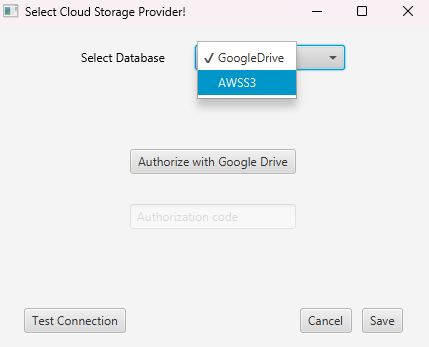 Select Cloud Storage Provider!
Select Database
✓ GoogleDrive
AWSS3
Authorize with Google Drive
Authorization code
Test Connection
Cancel
Save